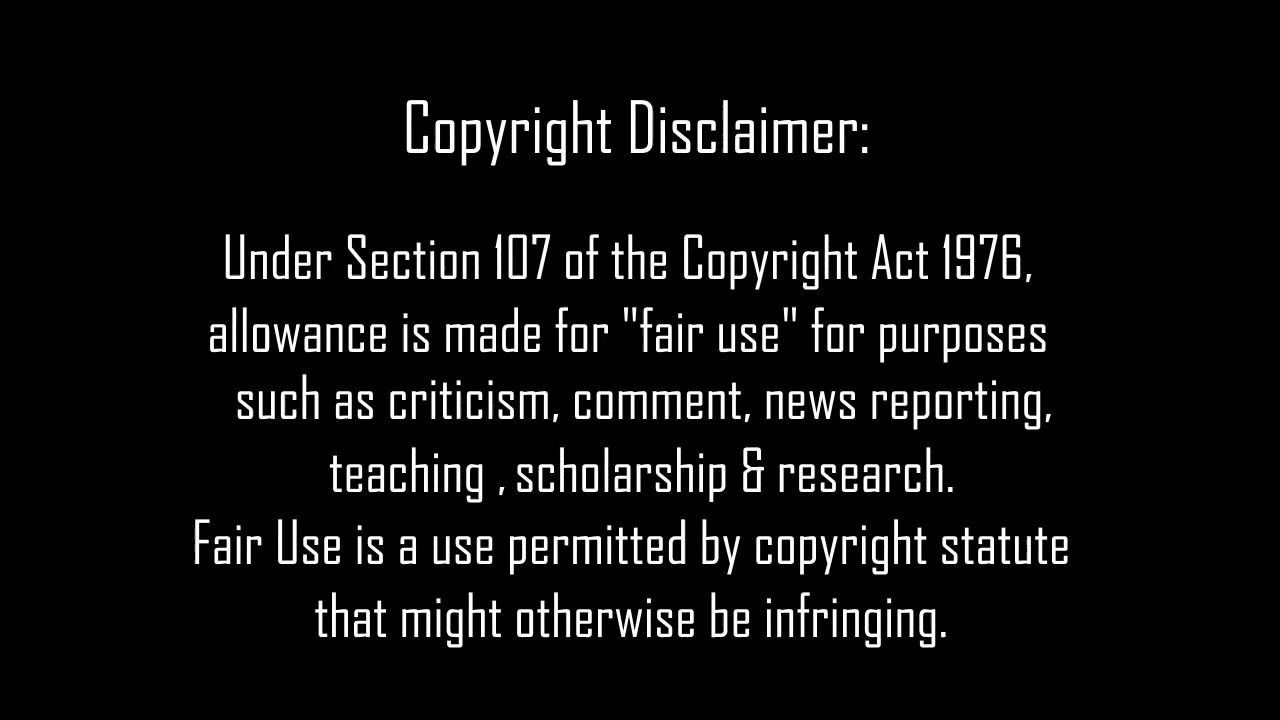 Copyright Disclaimer:
Under Section 107 of the Copyright Act 1976,
allowance is made for "fair use" for purposes
such as criticism, comment, news reporting,
teaching , scholarship & research.
Fair Use is a use permitted by copyright statute
that might otherwise be infringing.